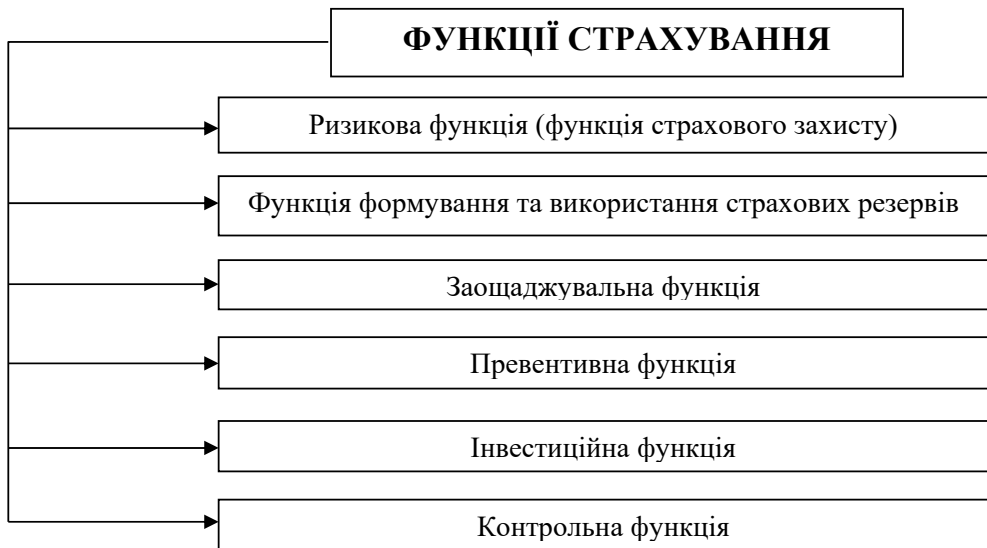 ФУНКЦІЇ СТРАХУВАННЯ
Ризикова функція (функція страхового захисту)
Функція формування та використання страхових резервів
Заощаджувальна функція
Превентивна функція
Інвестиційна функція
Контрольна функція